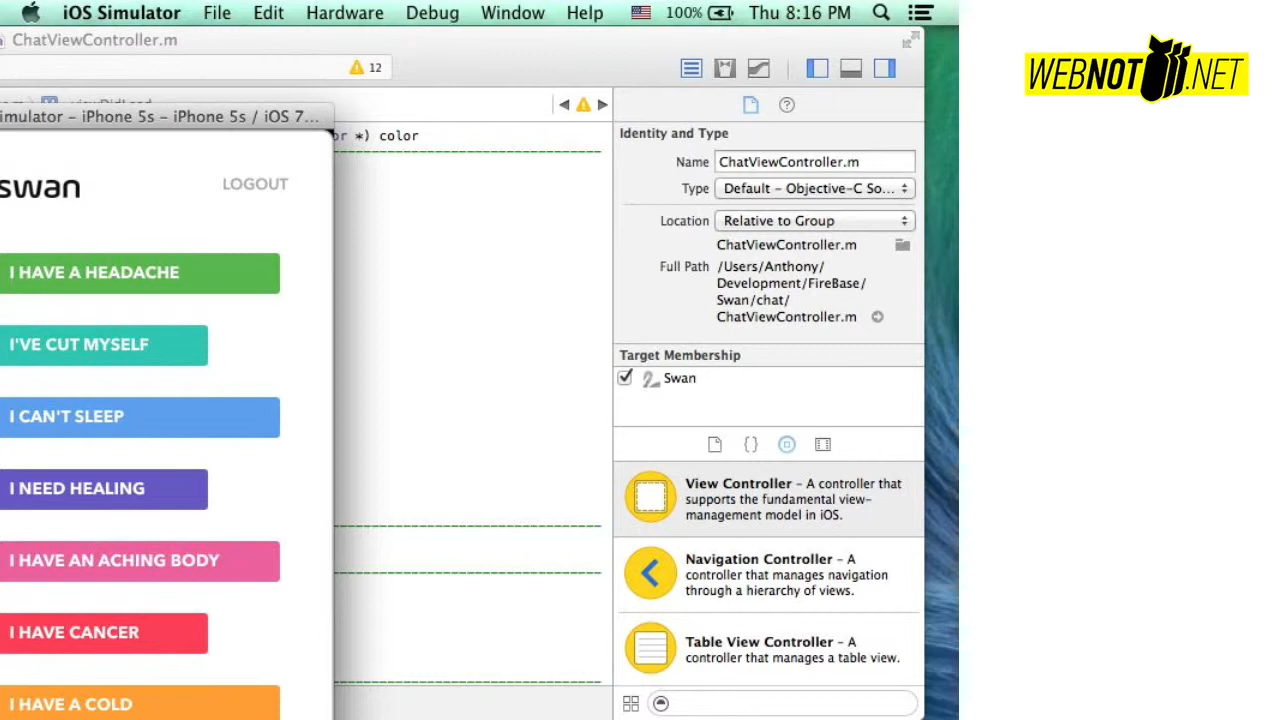 iOS Simulator File Edit Hardware Debug Window Help 100% Thu 8:16 PM
ChatViewController.m
12
imulator – iPhone 5s – iPhone 5s / iOS 7...
or *) color
swan
LOGOUT
I HAVE A HEADACHE
I'VE CUT MYSELF
I CAN'T SLEEP
I NEED HEALING
I HAVE AN ACHING BODY
I HAVE CANCER
I HAVE A COLD
Identity and Type
Name ChatViewController.m
Type Default – Objective-C So...
Location Relative to Group
ChatViewController.m
Full Path /Users/Anthony/
Development/FireBase/
Swan/chat/
ChatViewController.m
Target Membership
Swan
View Controller – A controller that
supports the fundamental view-
management model in iOS.
Navigation Controller – A
controller that manages navigation
through a hierarchy of views.
Table View Controller – A
controller that manages a table view.
WEBNOT.NET